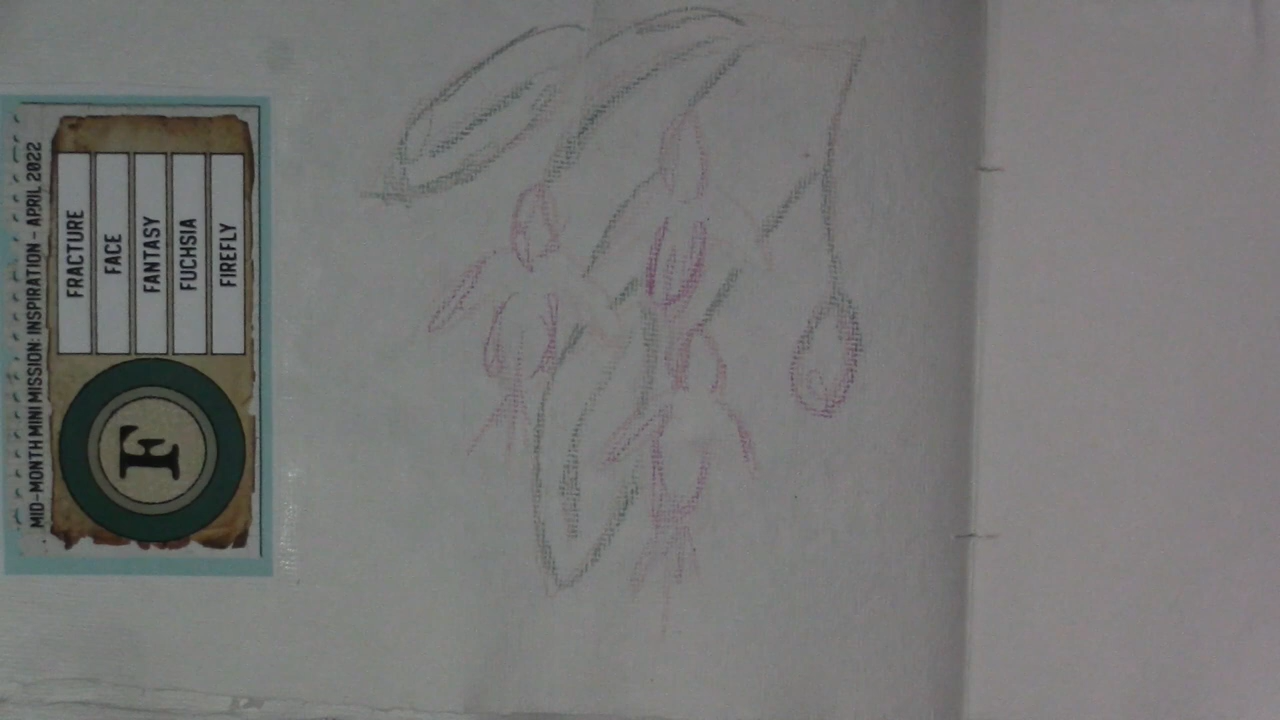 MID-MONTH MINI MISSION: INSPIRATION - APRIL 2022
F
FRACTURE
FACE
FANTASY
FUCHSIA
FIREFLY